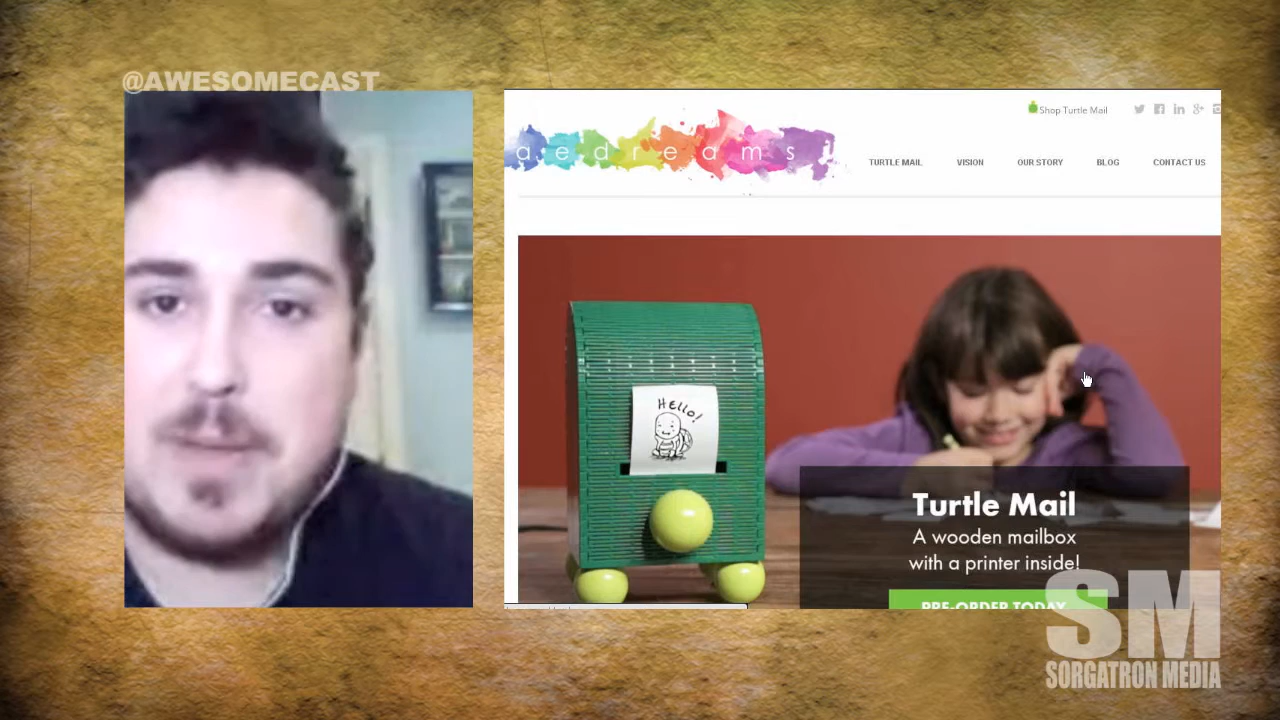 @AWESOMECAST
Shop Turtle Mail
aedreams
TURTLE MAIL
VISION
OUR STORY
BLOG
CONTACT US
HELLO!
Turtle Mail
A wooden mailbox
with a printer inside!
PRE-ORDER TODAY
SM
SORGATRON MEDIA